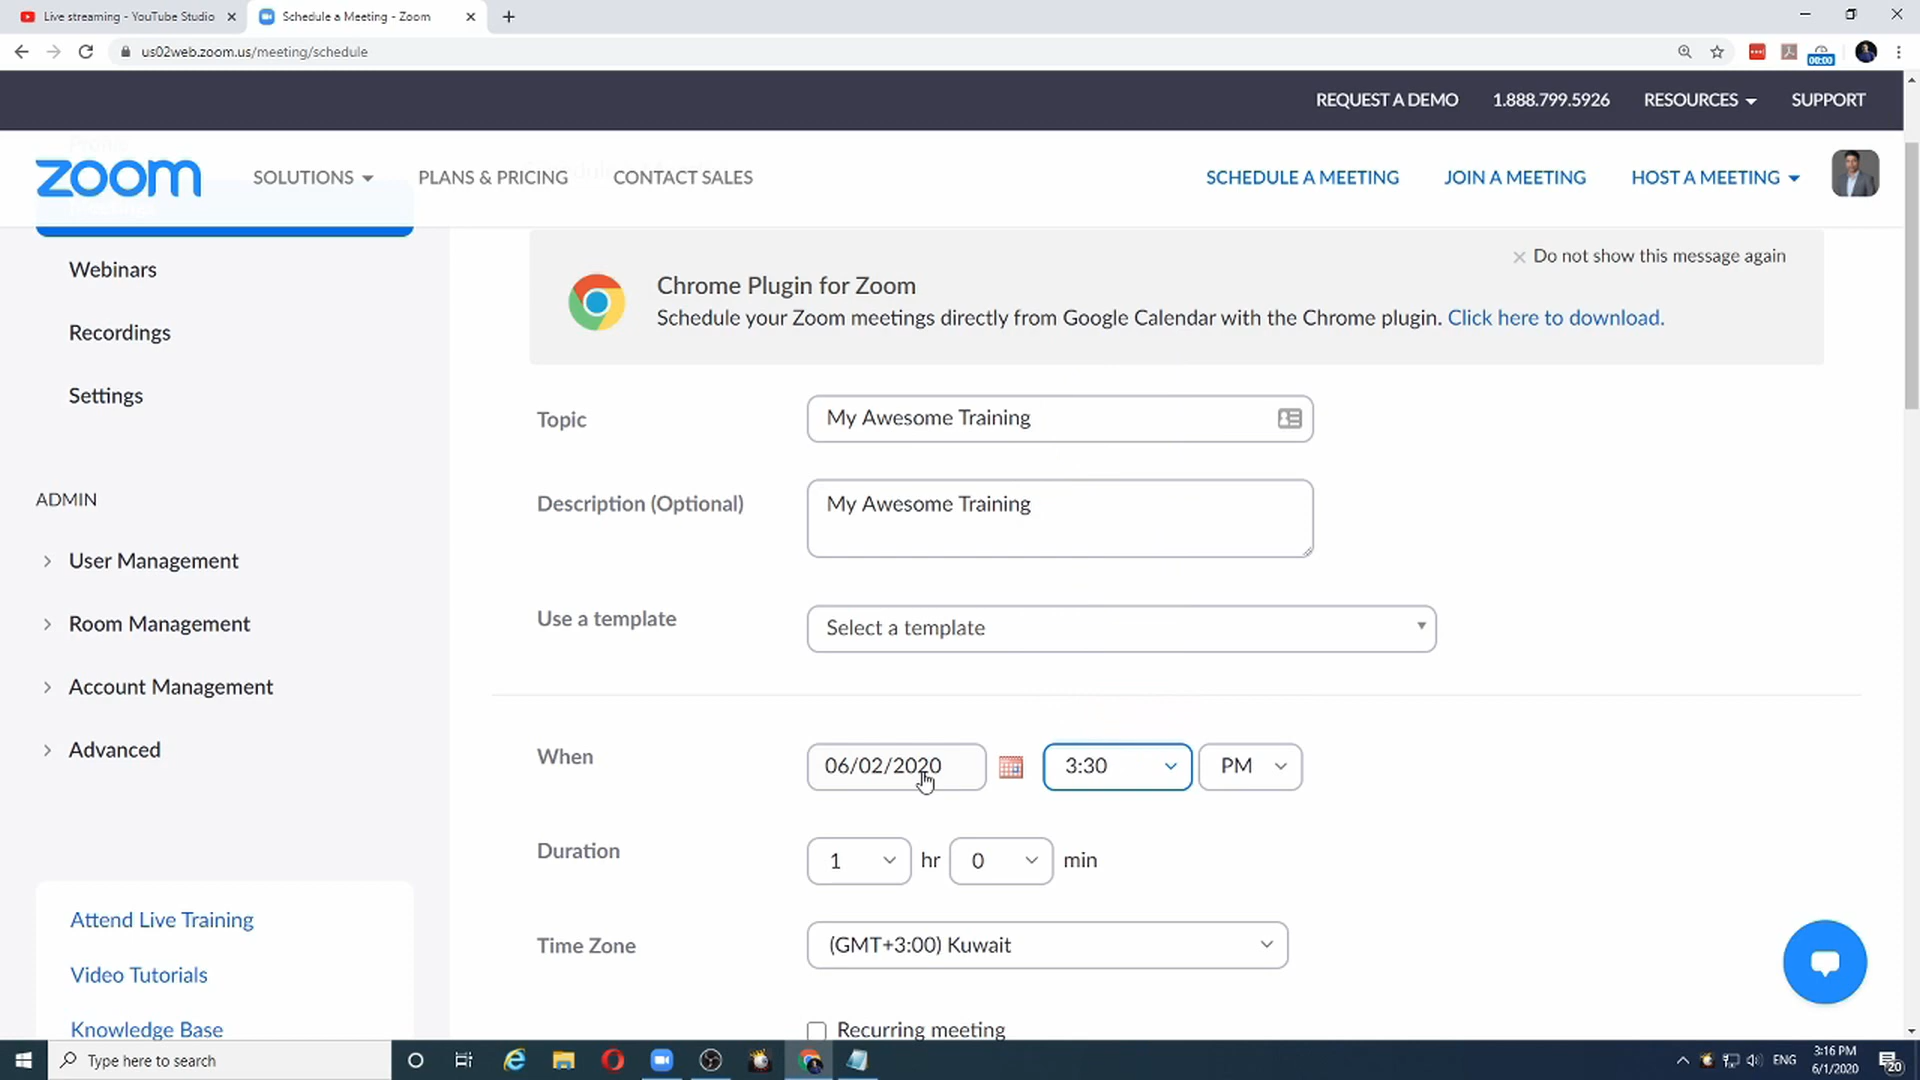 Live streaming - YouTube Studio
Schedule a Meeting - Zoom
us02web.zoom.us/meeting/schedule
00:00
REQUEST A DEMO 1.888.799.5926 RESOURCES SUPPORT
Profile
zoom SOLUTIONS PLANS & PRICING CONTACT SALES SCHEDULE A MEETING JOIN A MEETING HOST A MEETING
Webinars
Recordings
Settings
ADMIN
User Management
Room Management
Account Management
Advanced
Attend Live Training
Video Tutorials
Knowledge Base
Do not show this message again
Chrome Plugin for Zoom
Schedule your Zoom meetings directly from Google Calendar with the Chrome plugin. Click here to download.
Topic My Awesome Training
Description (Optional) My Awesome Training
Use a template Select a template
When 06/02/2020 3:30 PM
Duration 1 hr 0 min
Time Zone (GMT+3:00) Kuwait
Recurring meeting
Type here to search
ENG
3:16 PM
6/1/2020
20